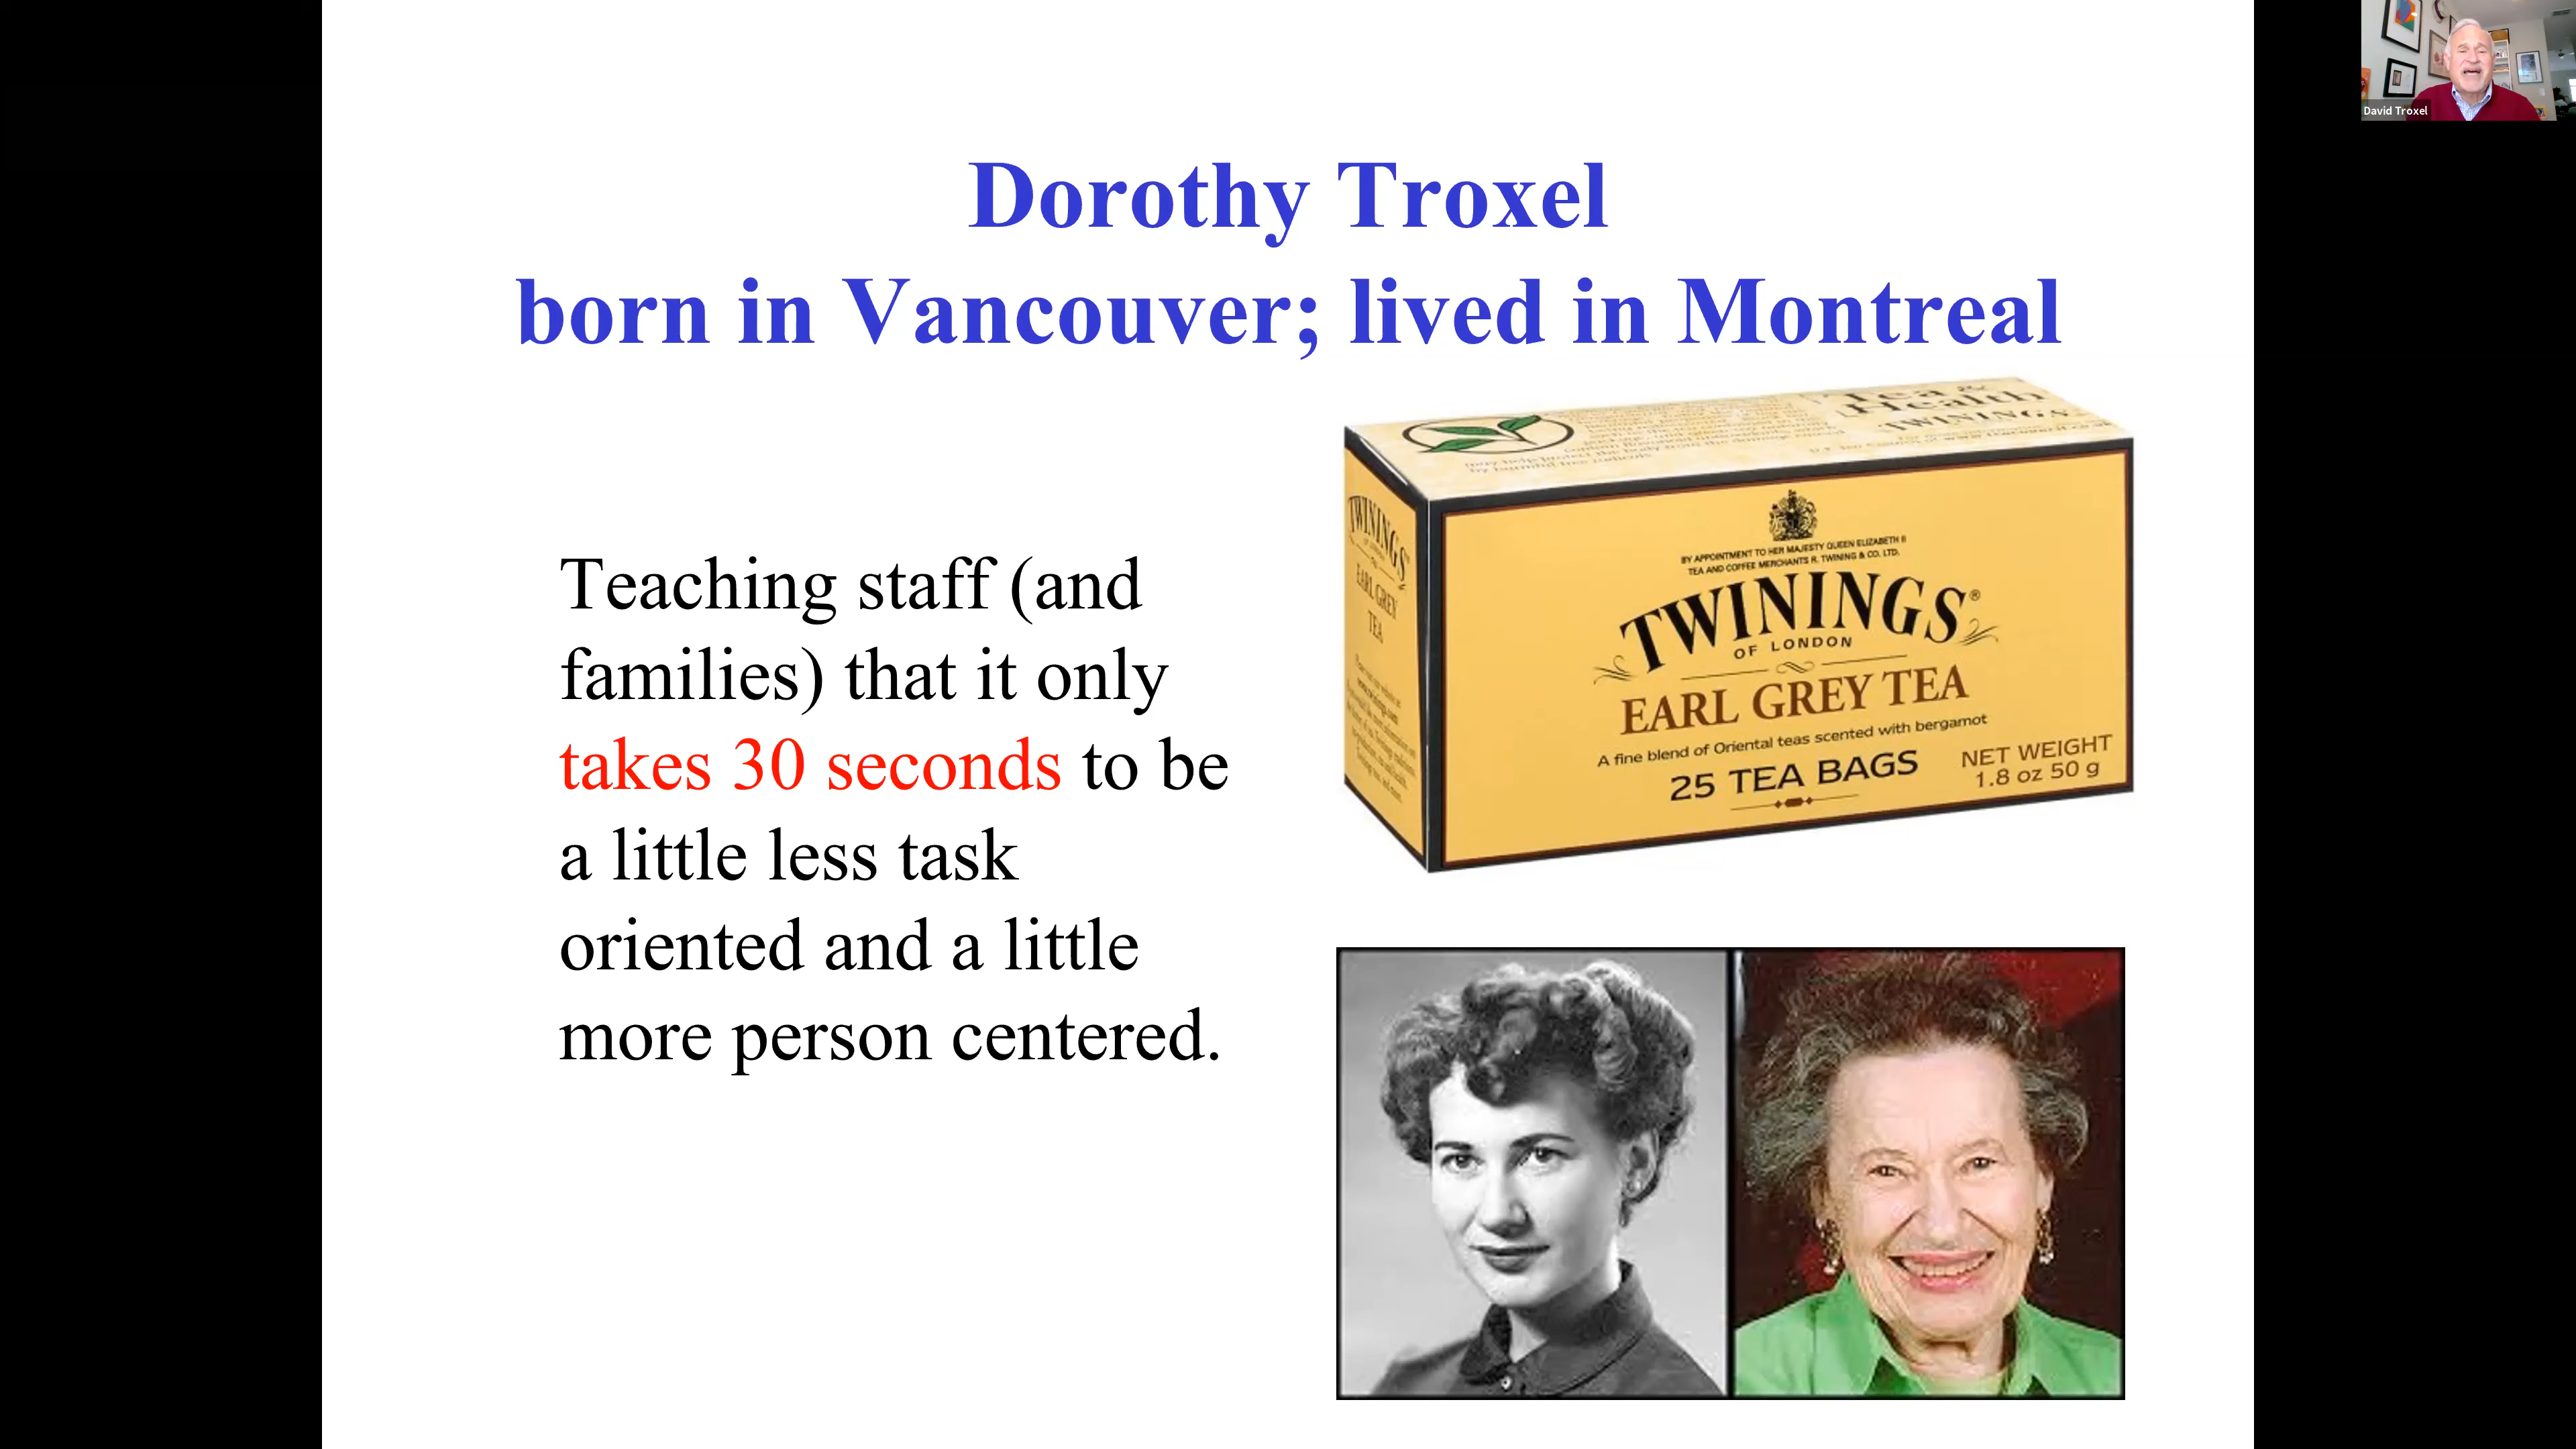 David Troxel
Dorothy Troxel
born in Vancouver; lived in Montreal
Teaching staff (and
families) that it only
takes 30 seconds to be
a little less task
oriented and a little
more person centered.
Tea &
Health
TWININGS
TWININGS
EARL GREY
TEA
BY APPOINTMENT TO HER MAJESTY QUEEN ELIZABETH II
TEA AND COFFEE MERCHANTS R. TWINING & CO. LTD.
TWININGS®
OF LONDON
EARL GREY TEA
A fine blend of Oriental teas scented with bergamot
25 TEA BAGS
NET WEIGHT
1.8 oz 50 g